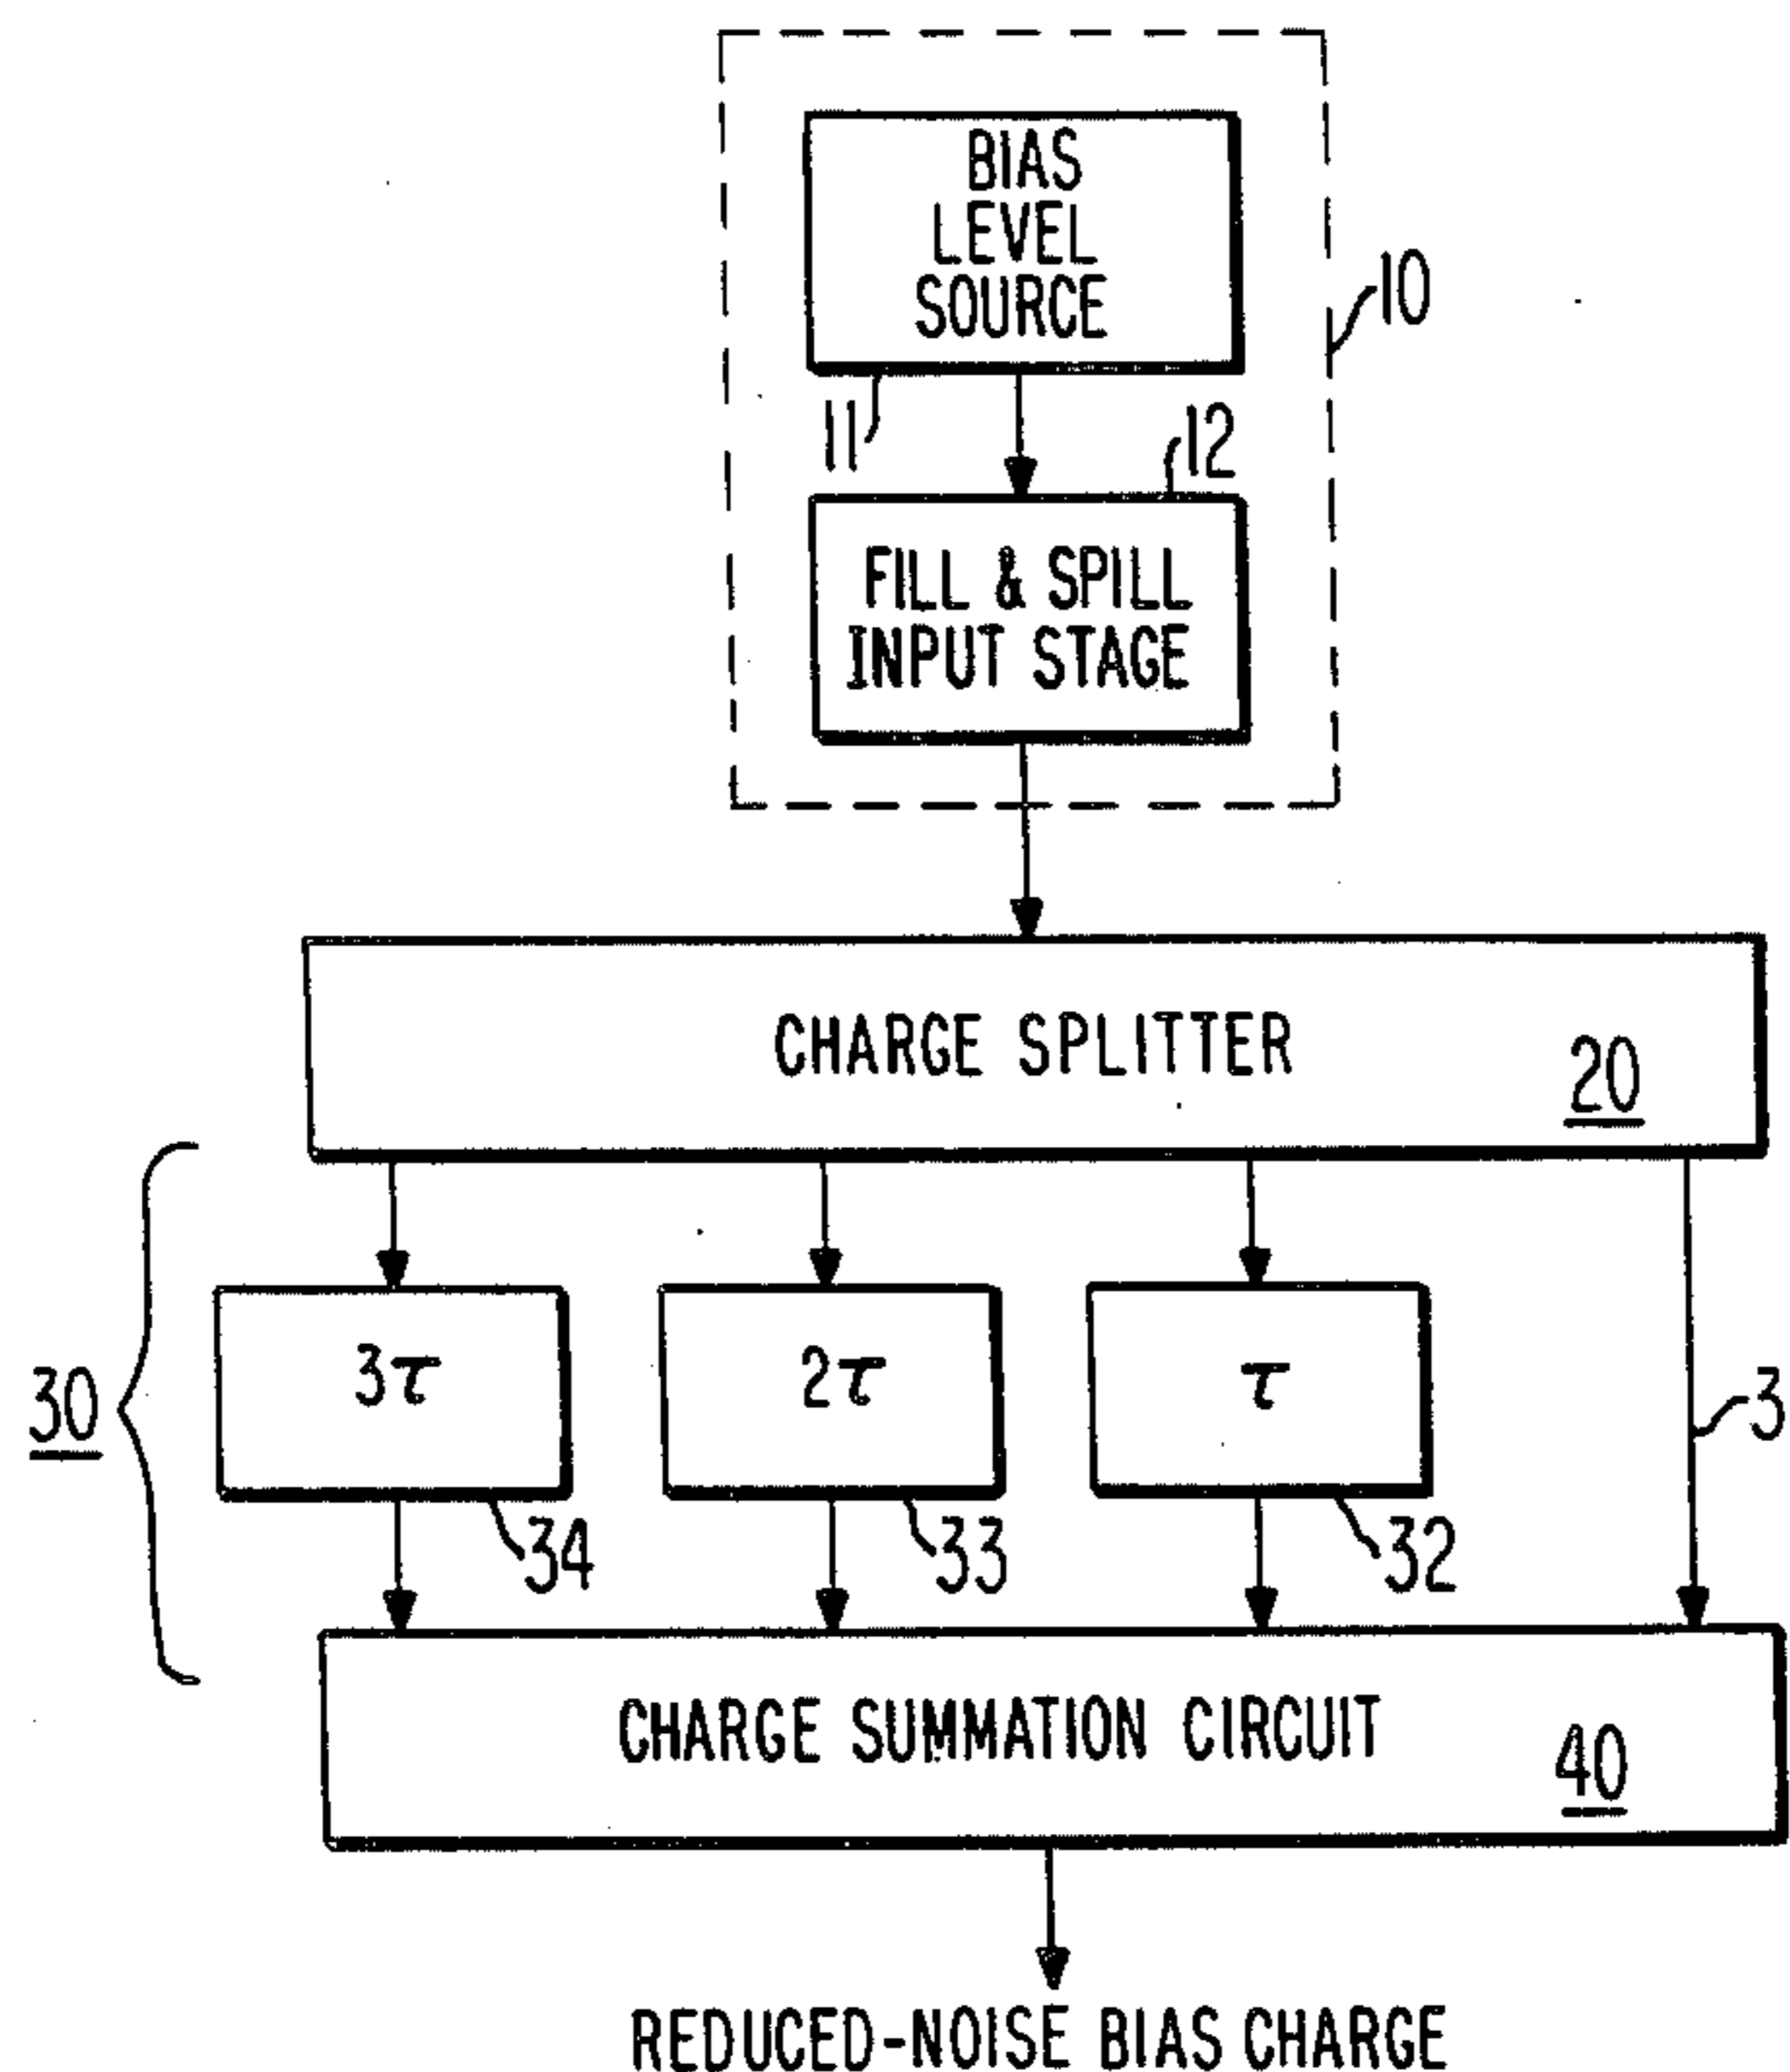 BIAS
LEVEL
SOURCE
10
11
12
FILL & SPILL
INPUT STAGE
CHARGE SPLITTER
20
30
3τ
2τ
τ
3
34
33
32
CHARGE SUMMATION CIRCUIT
40
REDUCED-NOISE BIAS CHARGE